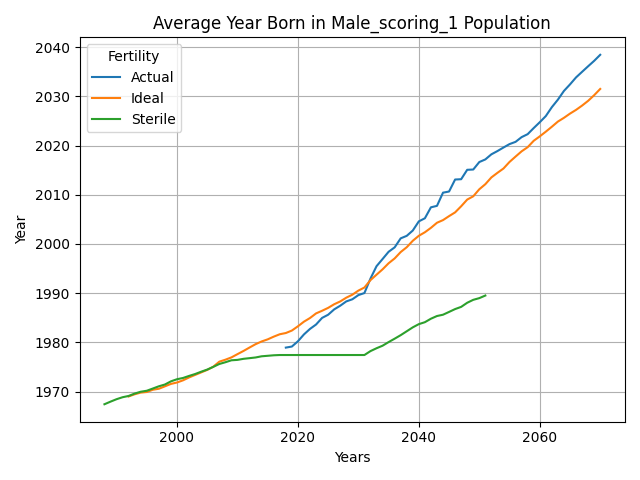 Average Year Born in Male_scoring_1 Population
Fertility
Actual
Ideal
Sterile
2040
2030
2020
2010
2000
1990
1980
1970
Year
2000 2020 2040 2060
Years